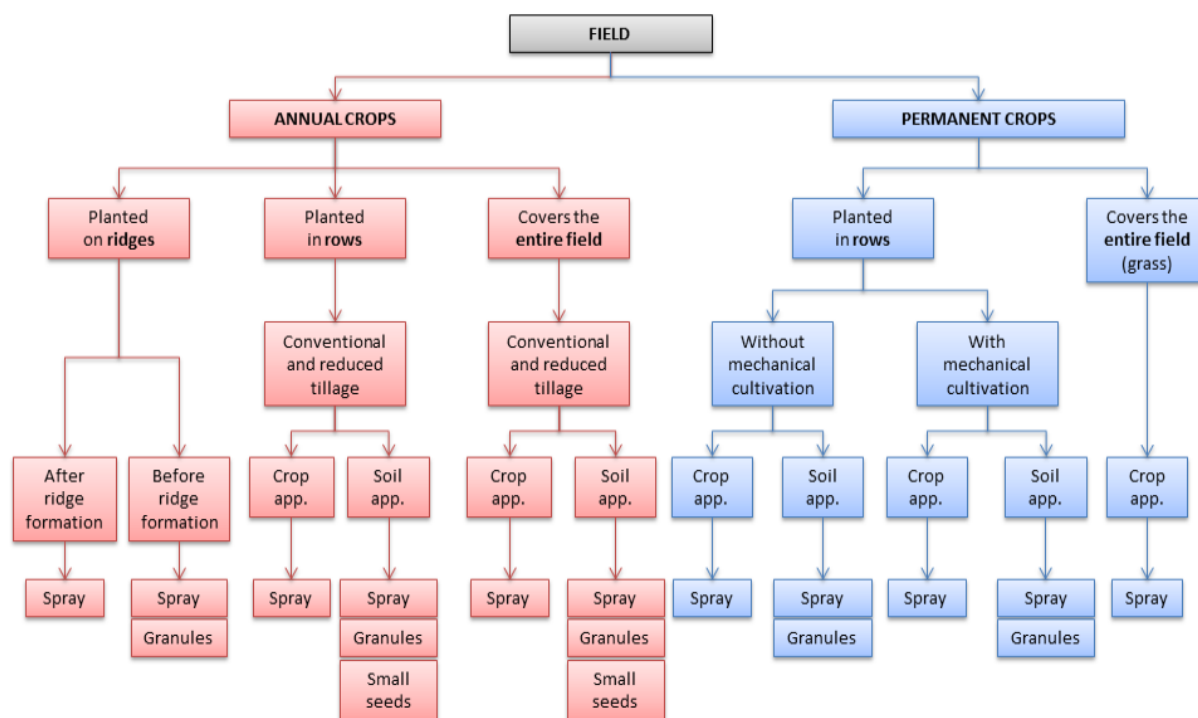 FIELD
ANNUAL CROPS
PERMANENT CROPS
Planted
on ridges
Planted
in rows
Covers the
entire field
Planted
in rows
Covers the
entire field
(grass)
Conventional
and reduced
tillage
Conventional
and reduced
tillage
Without
mechanical
cultivation
With
mechanical
cultivation
After
ridge
formation
Before
ridge
formation
Crop
app.
Soil
app.
Crop
app.
Soil
app.
Crop
app.
Soil
app.
Crop
app.
Soil
app.
Crop
app.
Spray
Spray
Granules
Spray
Spray
Granules
Small
seeds
Spray
Spray
Granules
Small
seeds
Spray
Spray
Granules
Spray
Spray
Granules
Spray